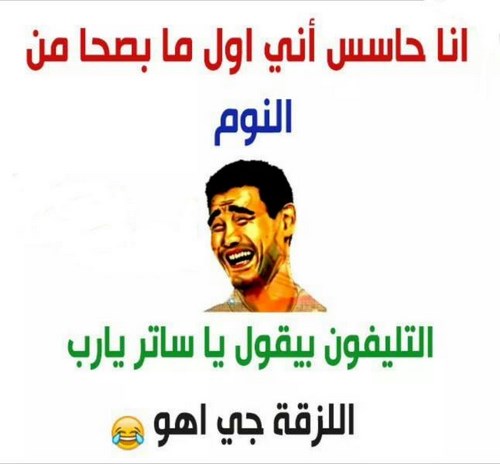 انا حاسس أني اول ما بصحا من
النوم
التليفون بيقول يا ساتر يارب
اللزقة جي اهو 😂